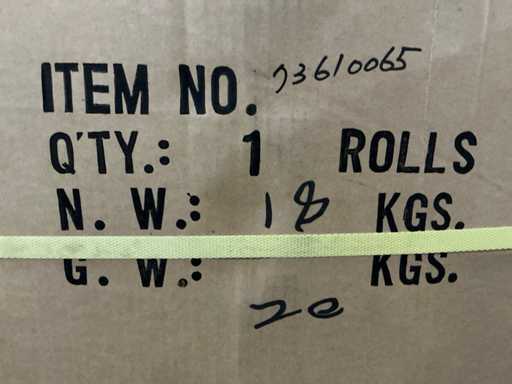 ITEM NO. 73610065
Q'TY.: 1 ROLLS
N. W.: 18 KGS.
G. W.: KGS.
20